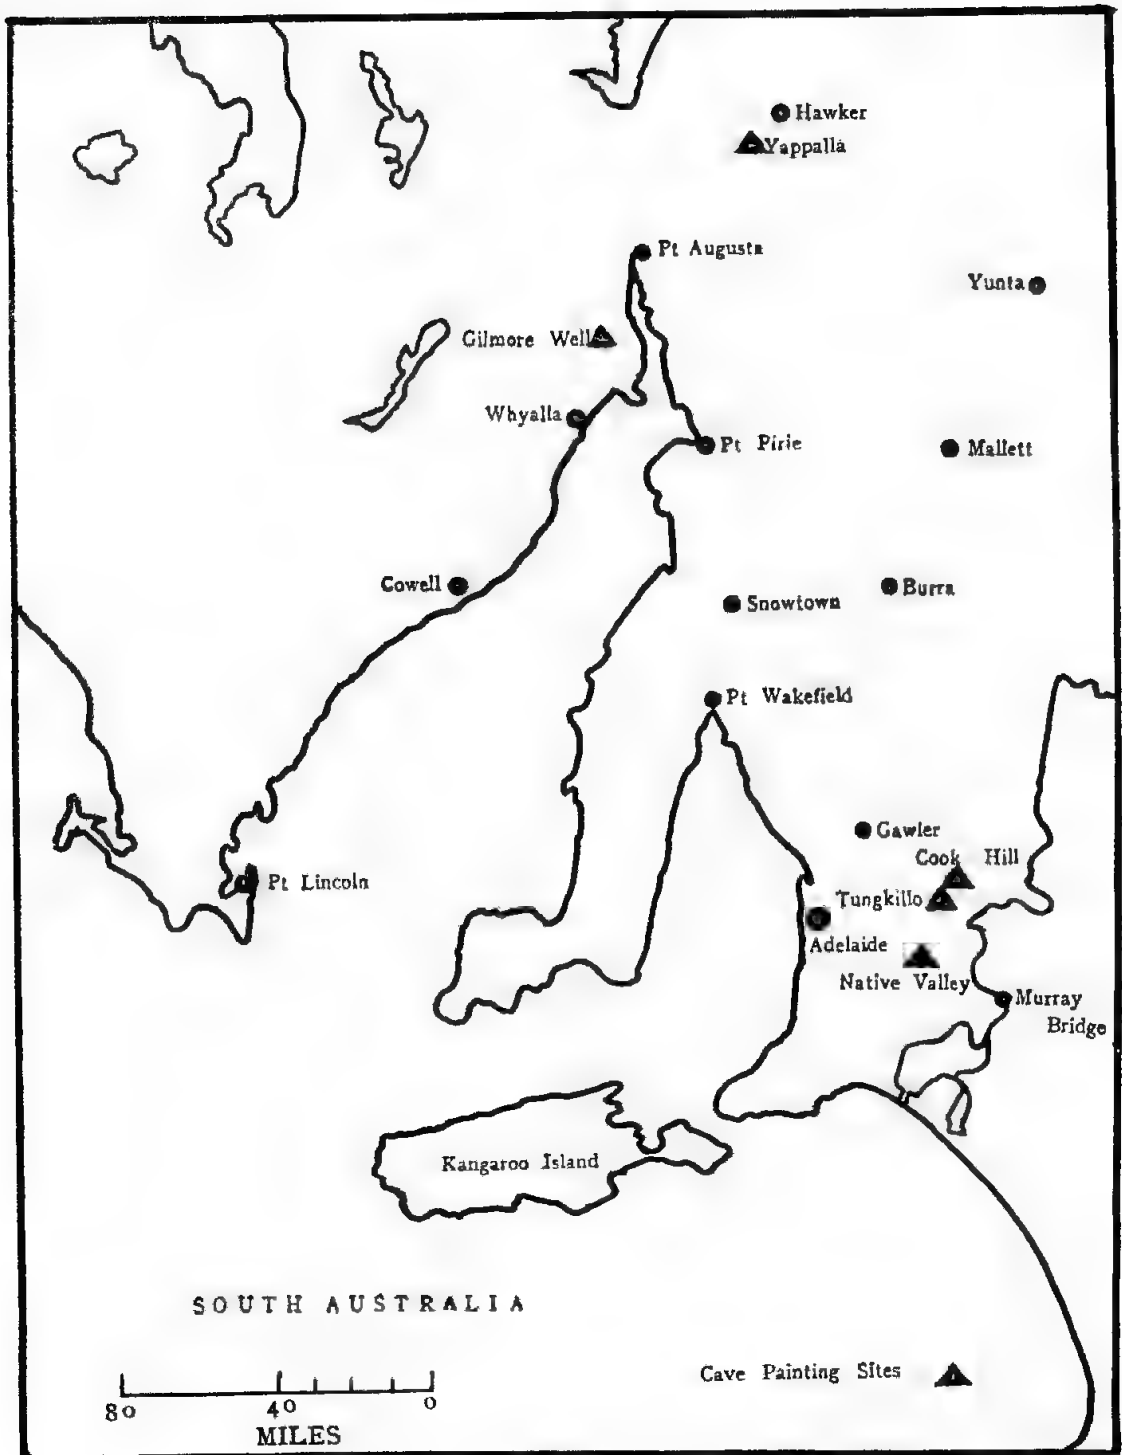 Hawker
Yappalla
Pt Augusta
Yunta
Gilmore Well
Whyalla
Pt Pirie
Mallett
Cowell
Snowtown
Burra
Pt Wakefield
Gawler
Cook Hill
Pt Lincoln
Tungkillo
Adelaide
Native Valley
Murray
Bridge
Kangaroo Island
SOUTH AUSTRALIA
Cave Painting Sites
80 40 0
MILES